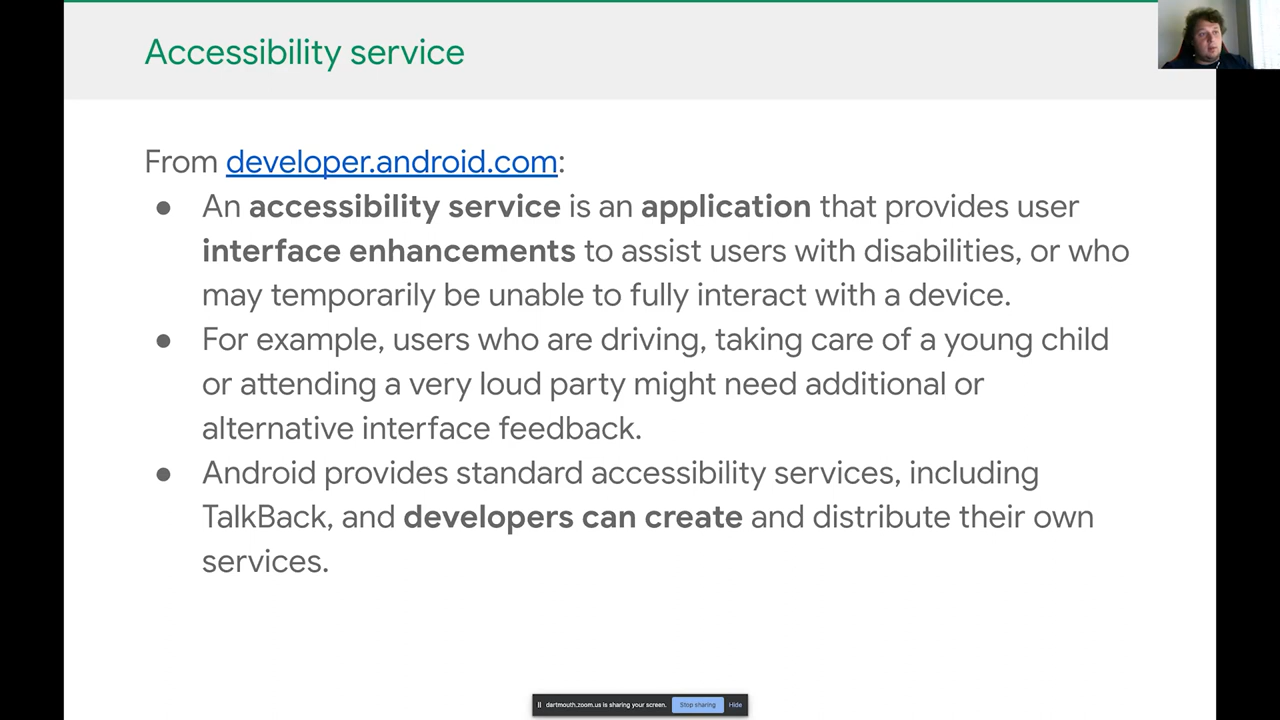 Accessibility service
From developer.android.com:
● An accessibility service is an application that provides user
interface enhancements to assist users with disabilities, or who
may temporarily be unable to fully interact with a device.
● For example, users who are driving, taking care of a young child
or attending a very loud party might need additional or
alternative interface feedback.
● Android provides standard accessibility services, including
TalkBack, and developers can create and distribute their own
services.
dartmouth.zoom.us is sharing your screen. Stop sharing Hide